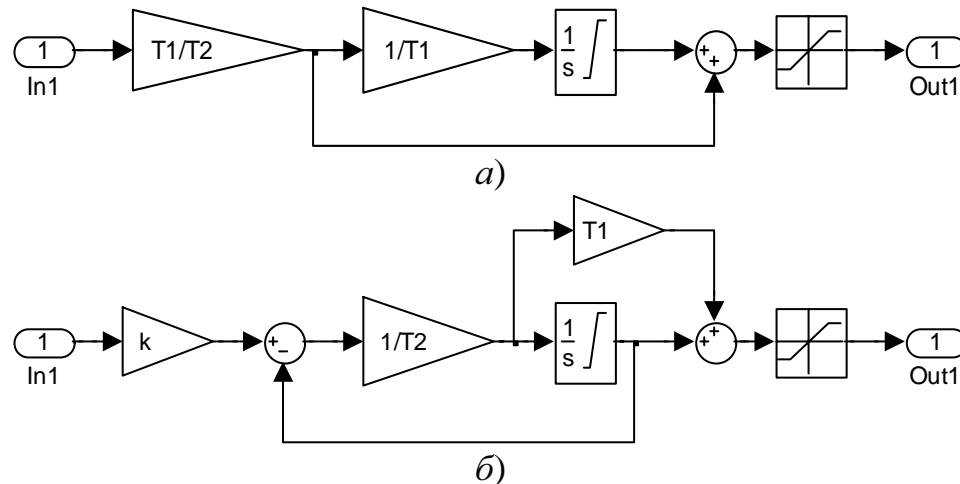 1
In1
T1/T2
1/T1
1
s
+
+
1
Out1
а)
T1
1
In1
k
+
−
1/T2
1
s
+
+
1
Out1
б)